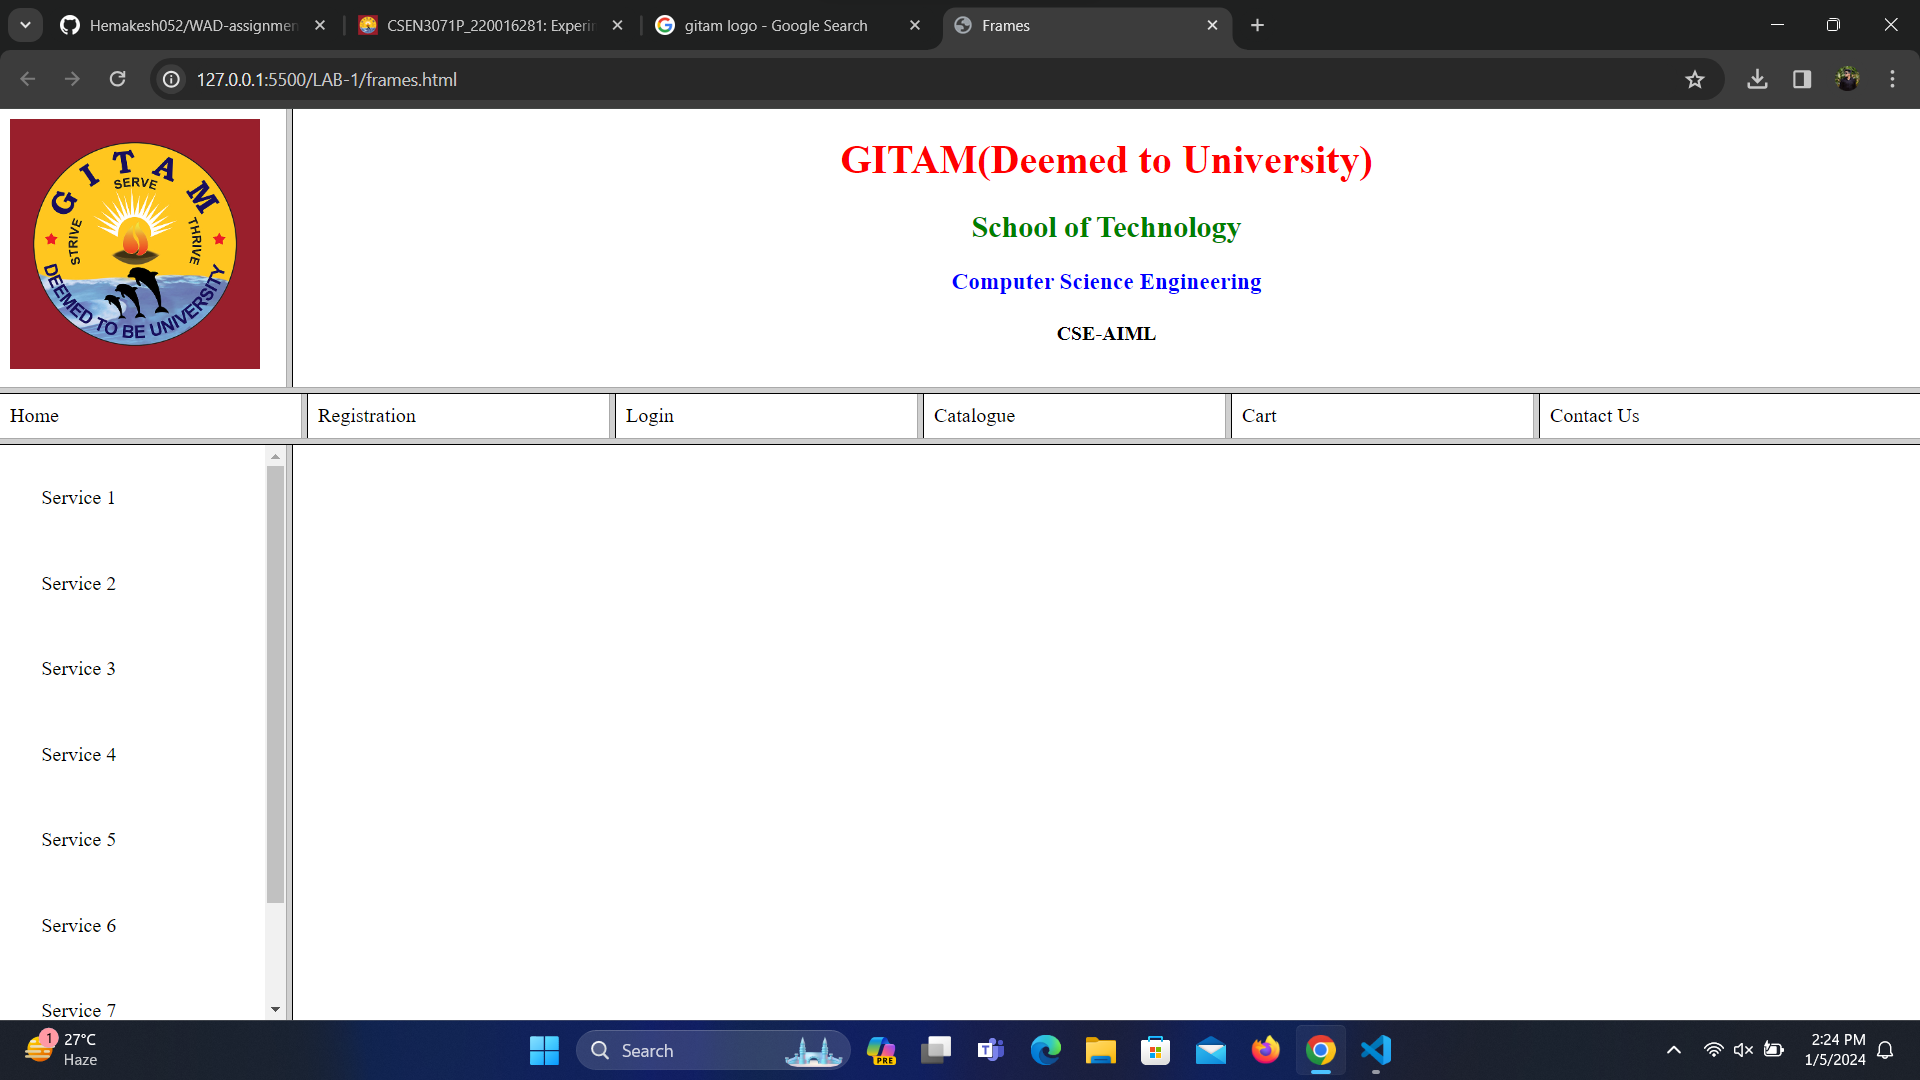 Hemakesh052/WAD-assignmen
CSEN3071P_220016281: Experin
gitam logo - Google Search
Frames
127.0.0.1:5500/LAB-1/frames.html
GITAM
SERVE
STRIVE
THRIVE
DEEMED TO BE UNIVERSITY
GITAM(Deemed to University)
School of Technology
Computer Science Engineering
CSE-AIML
Home
Registration
Login
Catalogue
Cart
Contact Us
Service 1
Service 2
Service 3
Service 4
Service 5
Service 6
Service 7
1
27°C
Haze
Search
PRE
2:24 PM
1/5/2024